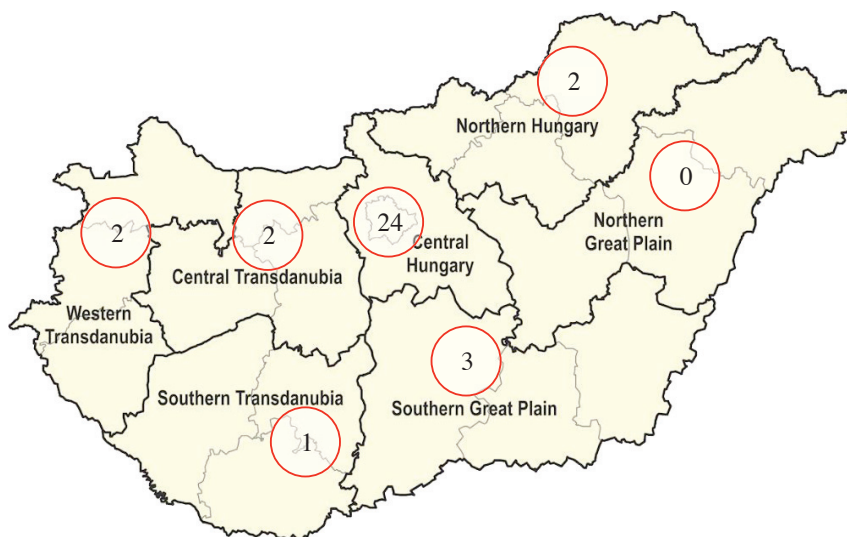 2
Northern Hungary
0
Northern
Great Plain
24
Central
Hungary
2
Central Transdanubia
2
Western
Transdanubia
3
Southern Great Plain
Southern Transdanubia
1